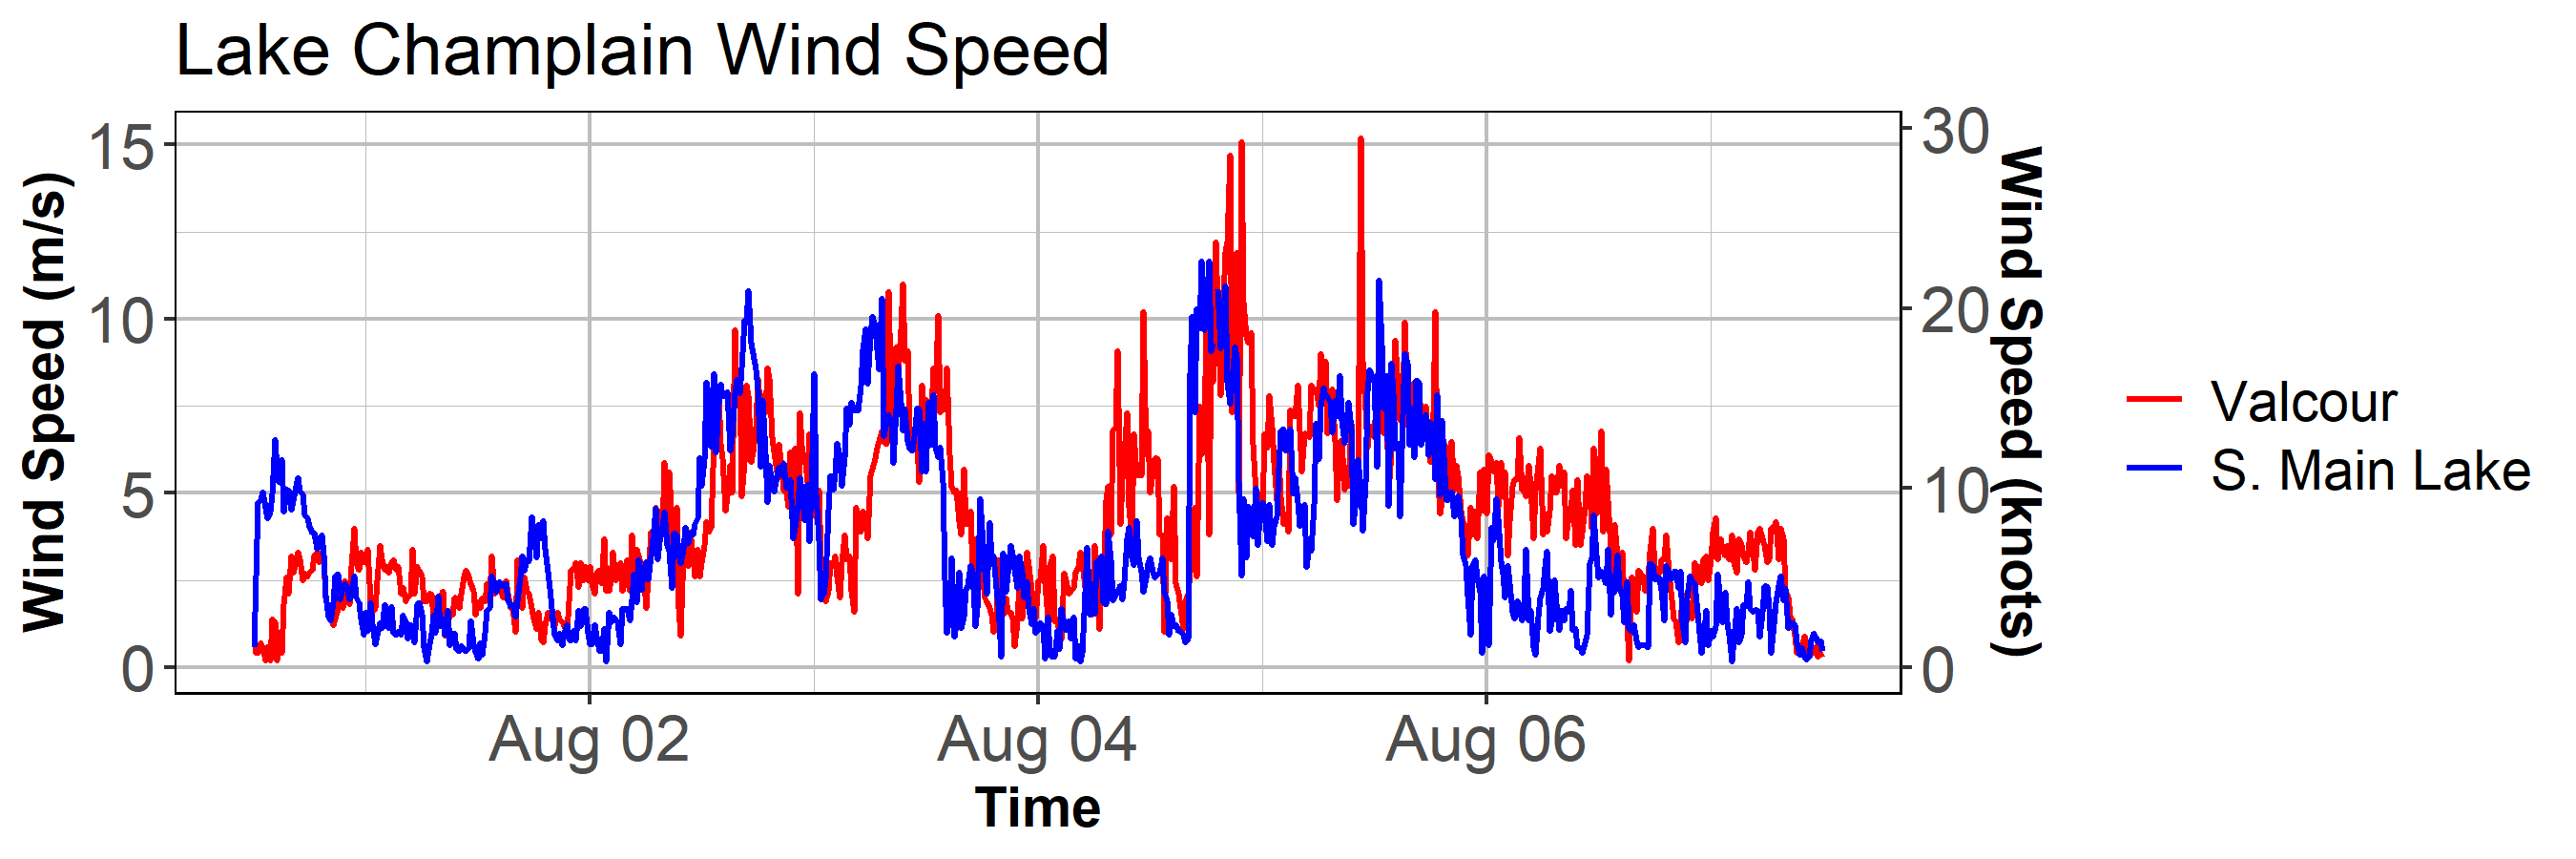 Lake Champlain Wind Speed
Wind Speed (m/s)
15
10
5
0
30
20
10
0
Wind Speed (knots)
Aug 02
Aug 04
Aug 06
Time
Valcour
S. Main Lake